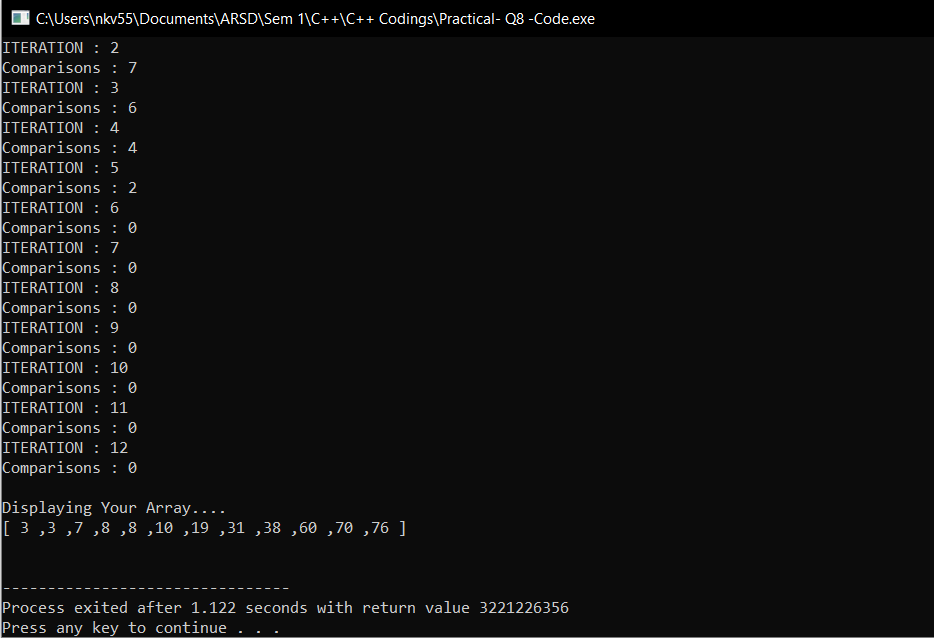 C:\Users\nkv55\Documents\ARSD\Sem 1\C++\C++ Codings\Practical- Q8 -Code.exe
ITERATION : 2
Comparisons : 7
ITERATION : 3
Comparisons : 6
ITERATION : 4
Comparisons : 4
ITERATION : 5
Comparisons : 2
ITERATION : 6
Comparisons : 0
ITERATION : 7
Comparisons : 0
ITERATION : 8
Comparisons : 0
ITERATION : 9
Comparisons : 0
ITERATION : 10
Comparisons : 0
ITERATION : 11
Comparisons : 0
ITERATION : 12
Comparisons : 0
Displaying Your Array....
[ 3 ,3 ,7 ,8 ,8 ,10 ,19 ,31 ,38 ,60 ,70 ,76 ]
--------------------------------
Process exited after 1.122 seconds with return value 3221226356
Press any key to continue . . .